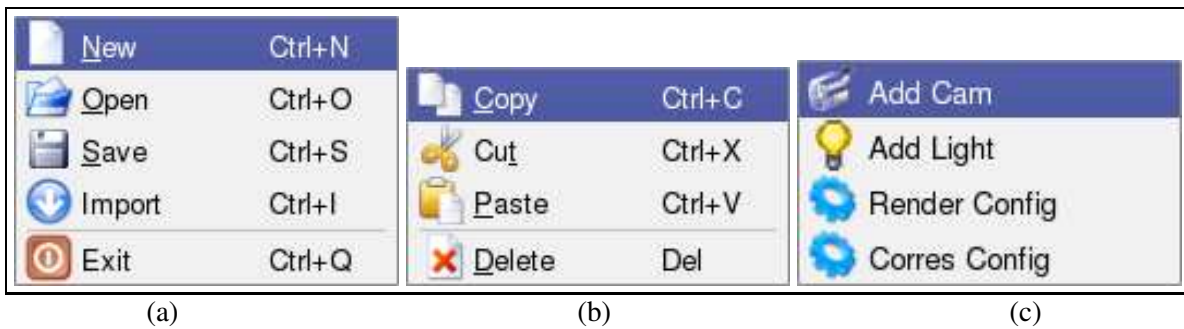 New Ctrl+N
Open Ctrl+O
Save Ctrl+S
Import Ctrl+I
Exit Ctrl+Q
Copy Ctrl+C
Cut Ctrl+X
Paste Ctrl+V
Delete Del
Add Cam
Add Light
Render Config
Corres Config
(a) (b) (c)